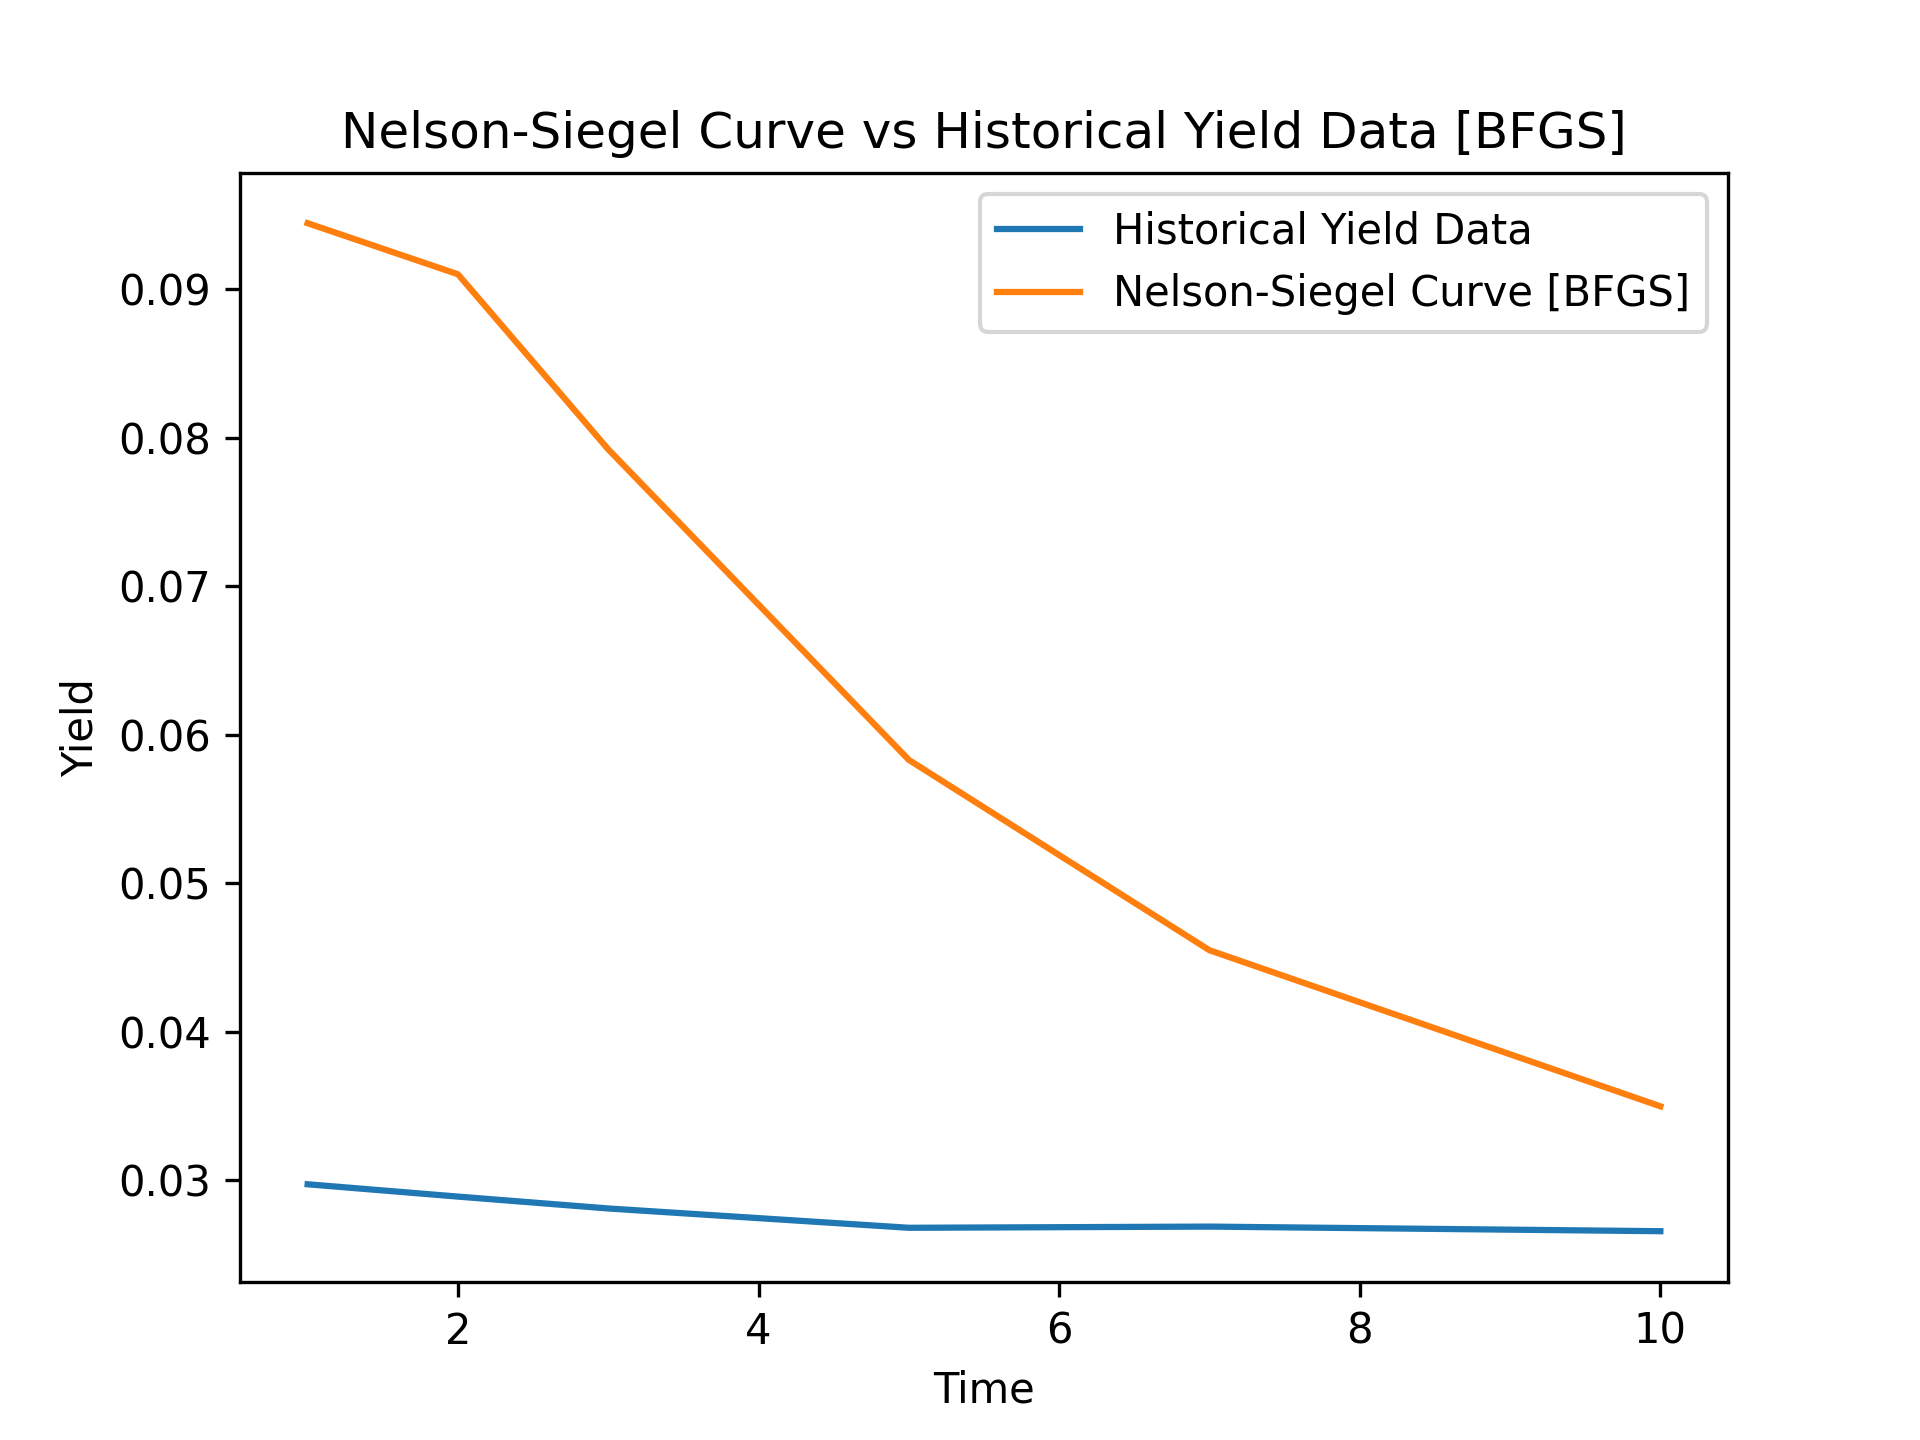 Nelson-Siegel Curve vs Historical Yield Data [BFGS]
Historical Yield Data
Nelson-Siegel Curve [BFGS]
0.09
0.08
0.07
0.06
0.05
0.04
0.03
Yield
2 4 6 8 10
Time